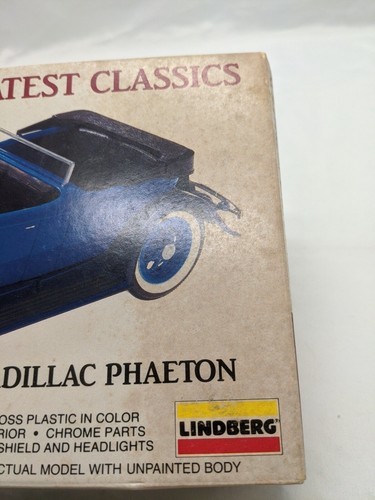 ATEST CLASSICS
DILLAC PHAETON
OSS PLASTIC IN COLOR
RIOR • CHROME PARTS
SHIELD AND HEADLIGHTS
LINDBERG®
CTUAL MODEL WITH UNPAINTED BODY